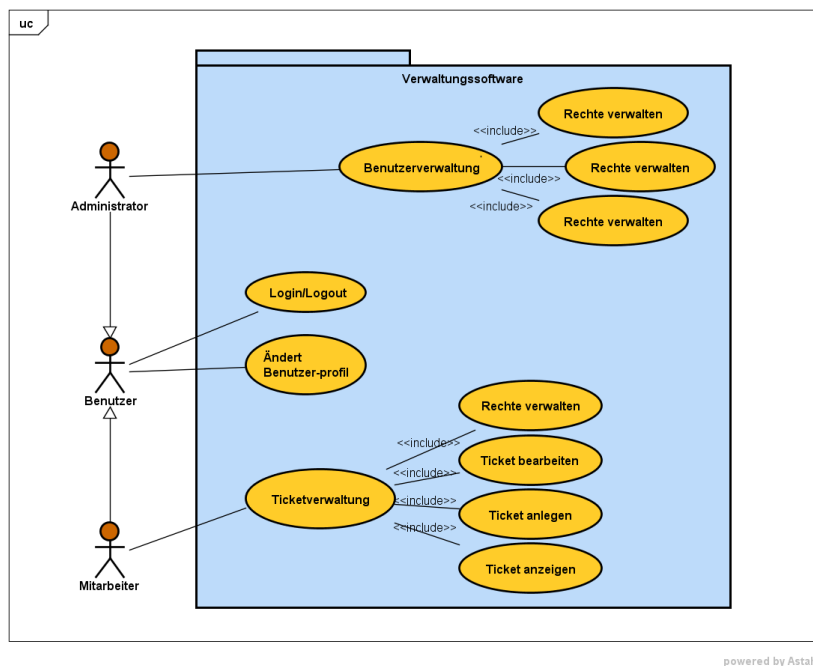 uc
Verwaltungssoftware
Rechte verwalten
<<include>>
Benutzerverwaltung
Rechte verwalten
<<include>>
Rechte verwalten
<<include>>
Administrator
Login/Logout
Ändert
Benutzer-profil
Benutzer
Rechte verwalten
<<include>>
Ticket bearbeiten
<<include>>
Ticketverwaltung
<<include>>
Ticket anlegen
<<include>>
Ticket anzeigen
Mitarbeiter
powered by Astah